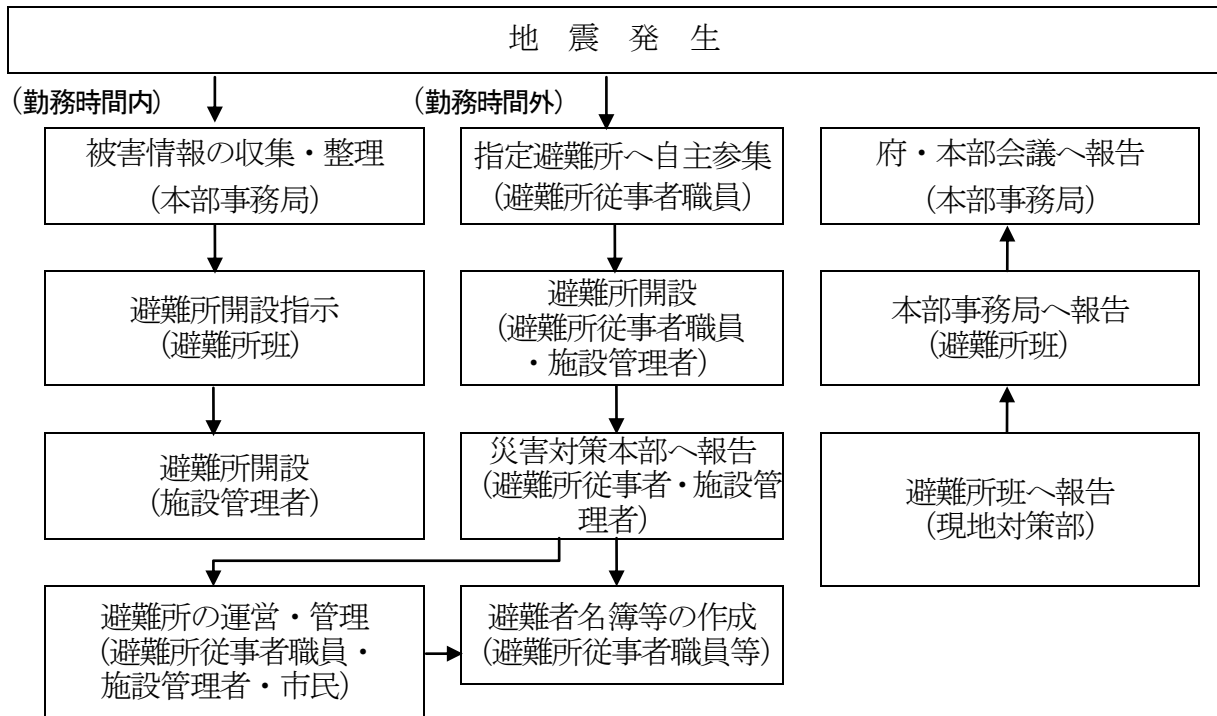 地　震　発　生
(勤務時間内)
(勤務時間外)
被害情報の収集・整理
(本部事務局)
指定避難所へ自主参集
(避難所従事者職員)
府・本部会議へ報告
(本部事務局)
避難所開設指示
(避難所班)
避難所開設
(避難所従事者職員
・施設管理者)
本部事務局へ報告
(避難所班)
避難所開設
(施設管理者)
災害対策本部へ報告
(避難所従事者・施設管
理者)
避難所班へ報告
(現地対策部)
避難所の運営・管理
(避難所従事者職員・
施設管理者・市民)
避難者名簿等の作成
(避難所従事者職員等)